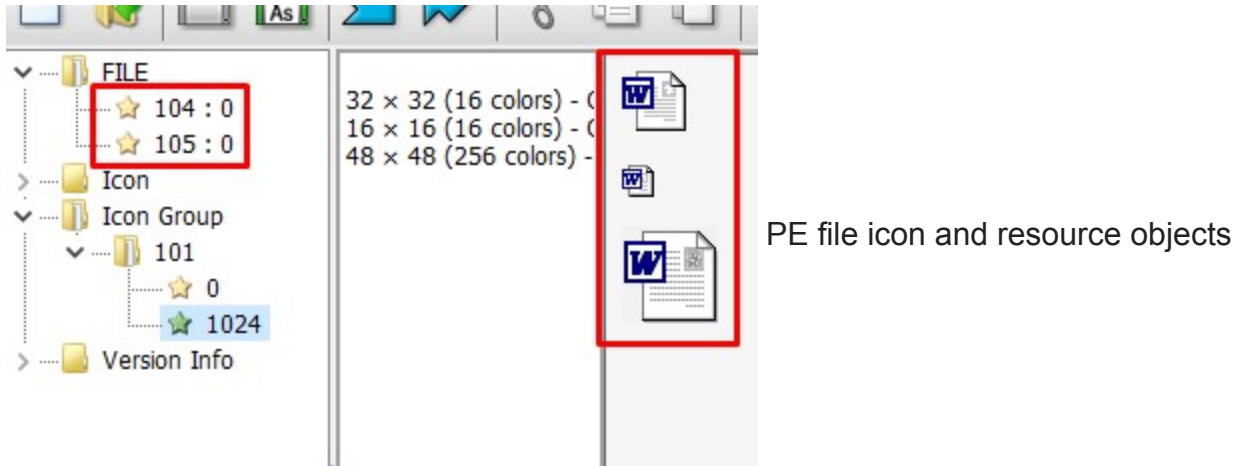 As
FILE
104 : 0
105 : 0
Icon
Icon Group
101
0
1024
Version Info
32 × 32 (16 colors) -
16 × 16 (16 colors) -
48 × 48 (256 colors) -
W
W
W
PE file icon and resource objects